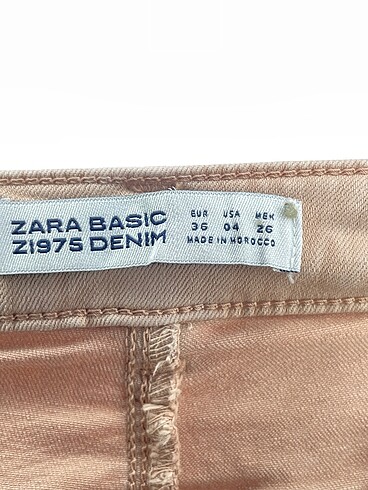 ZARA BASIC
Z1975 DENIM
EUR USA MEX
36 04 26
MADE IN MOROCCO